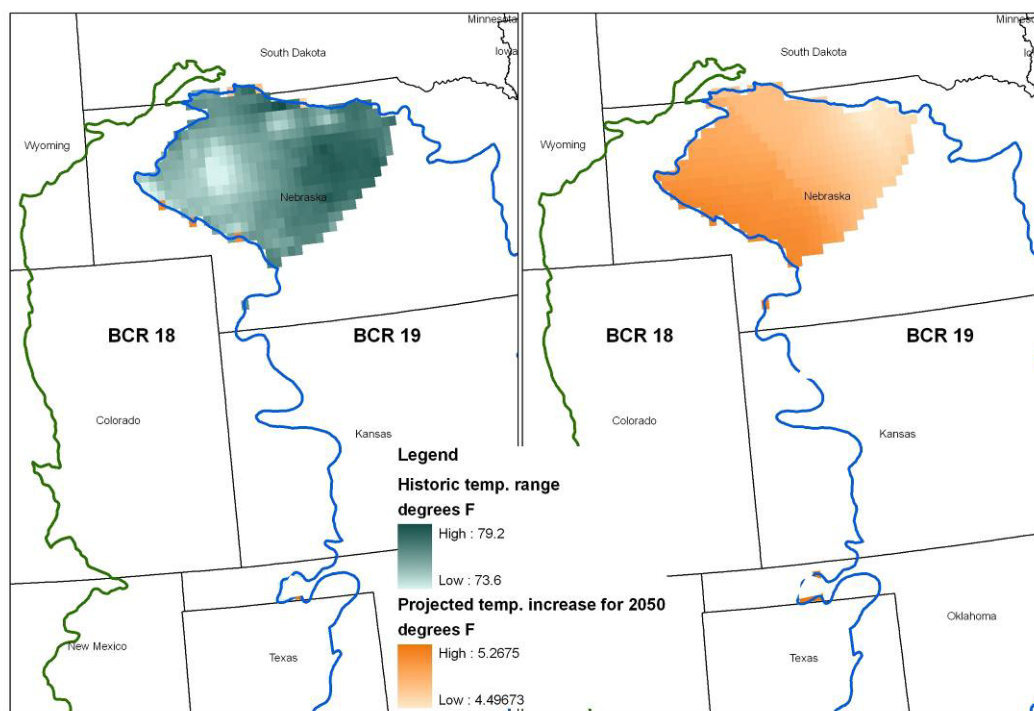 Minnesota
South Dakota
Iowa
Wyoming
Nebraska
BCR 18
BCR 19
Colorado
Kansas
Legend
Historic temp. range
degrees F
High : 79.2
Low : 73.6
Projected temp. increase for 2050
degrees F
High : 5.2675
Low : 4.49673
New Mexico
Texas
Minnes
South Dakota
Io
Wyoming
Nebraska
BCR 18
BCR 19
Colorado
Kansas
Oklahoma
Texas